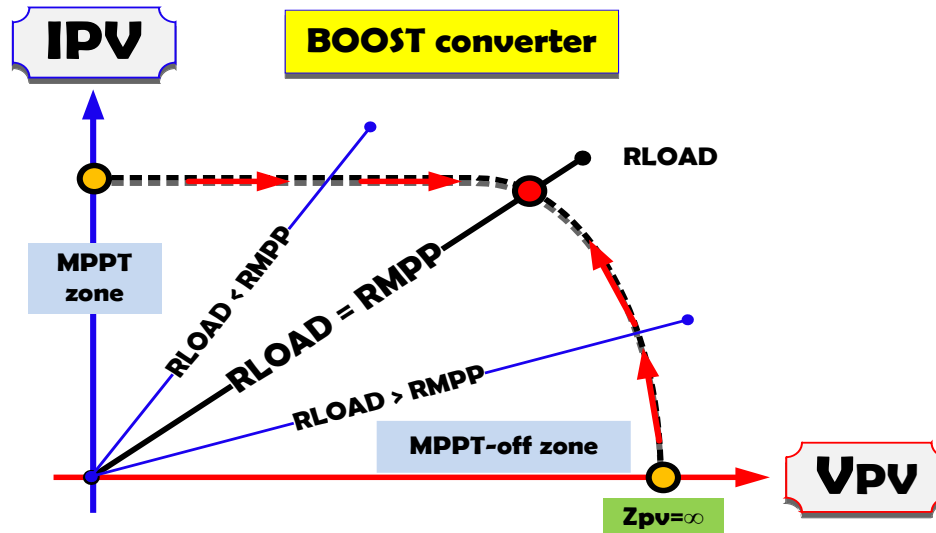 IPV
BOOST converter
RLOAD
MPPT
zone
RLOAD < RMPP
RLOAD = RMPP
RLOAD > RMPP
MPPT-off zone
VPV
Zpv=∞